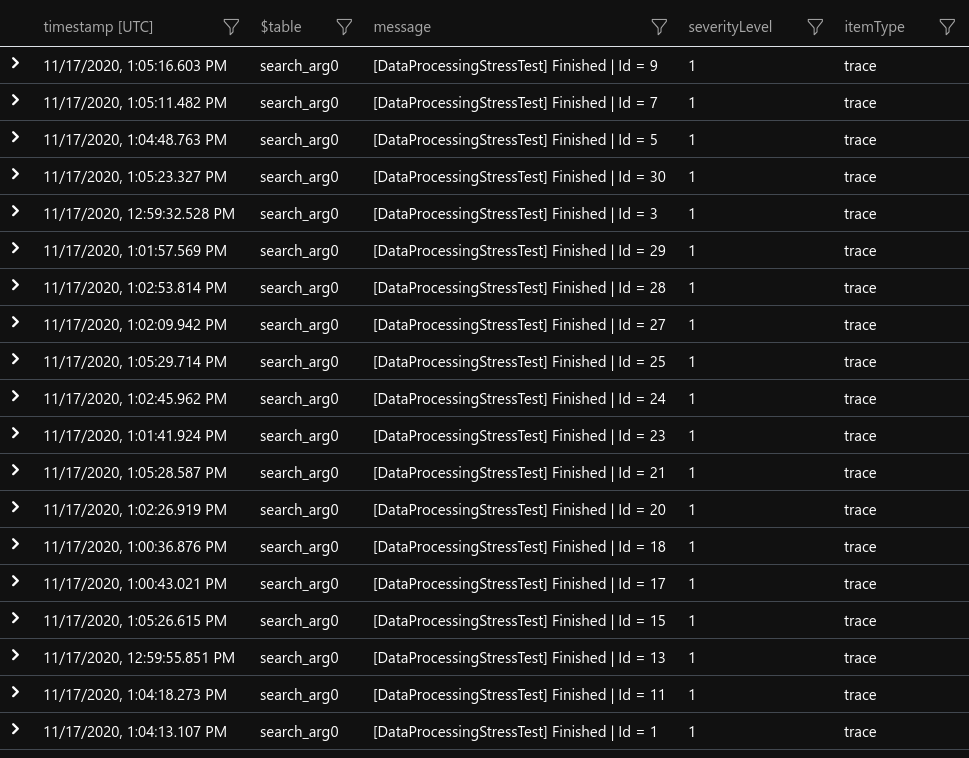 timestamp [UTC] $table message severityLevel itemType
11/17/2020, 1:05:16.603 PM search_arg0 [DataProcessingStressTest] Finished | Id = 9 1 trace
11/17/2020, 1:05:11.482 PM search_arg0 [DataProcessingStressTest] Finished | Id = 7 1 trace
11/17/2020, 1:04:48.763 PM search_arg0 [DataProcessingStressTest] Finished | Id = 5 1 trace
11/17/2020, 1:05:23.327 PM search_arg0 [DataProcessingStressTest] Finished | Id = 30 1 trace
11/17/2020, 12:59:32.528 PM search_arg0 [DataProcessingStressTest] Finished | Id = 3 1 trace
11/17/2020, 1:01:57.569 PM search_arg0 [DataProcessingStressTest] Finished | Id = 29 1 trace
11/17/2020, 1:02:53.814 PM search_arg0 [DataProcessingStressTest] Finished | Id = 28 1 trace
11/17/2020, 1:02:09.942 PM search_arg0 [DataProcessingStressTest] Finished | Id = 27 1 trace
11/17/2020, 1:05:29.714 PM search_arg0 [DataProcessingStressTest] Finished | Id = 25 1 trace
11/17/2020, 1:02:45.962 PM search_arg0 [DataProcessingStressTest] Finished | Id = 24 1 trace
11/17/2020, 1:01:41.924 PM search_arg0 [DataProcessingStressTest] Finished | Id = 23 1 trace
11/17/2020, 1:05:28.587 PM search_arg0 [DataProcessingStressTest] Finished | Id = 21 1 trace
11/17/2020, 1:02:26.919 PM search_arg0 [DataProcessingStressTest] Finished | Id = 20 1 trace
11/17/2020, 1:00:36.876 PM search_arg0 [DataProcessingStressTest] Finished | Id = 18 1 trace
11/17/2020, 1:00:43.021 PM search_arg0 [DataProcessingStressTest] Finished | Id = 17 1 trace
11/17/2020, 1:05:26.615 PM search_arg0 [DataProcessingStressTest] Finished | Id = 15 1 trace
11/17/2020, 12:59:55.851 PM search_arg0 [DataProcessingStressTest] Finished | Id = 13 1 trace
11/17/2020, 1:04:18.273 PM search_arg0 [DataProcessingStressTest] Finished | Id = 11 1 trace
11/17/2020, 1:04:13.107 PM search_arg0 [DataProcessingStressTest] Finished | Id = 1 1 trace